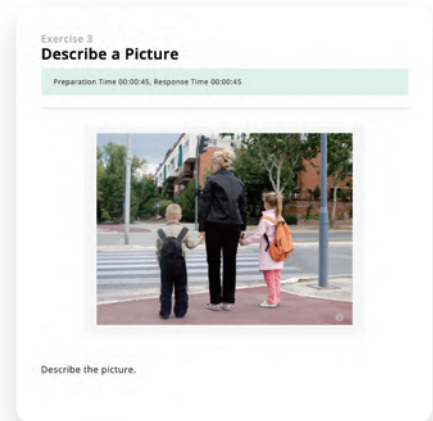 Exercise 3
Describe a Picture
Preparation Time 00:00:45, Response Time 00:00:45
Describe the picture.